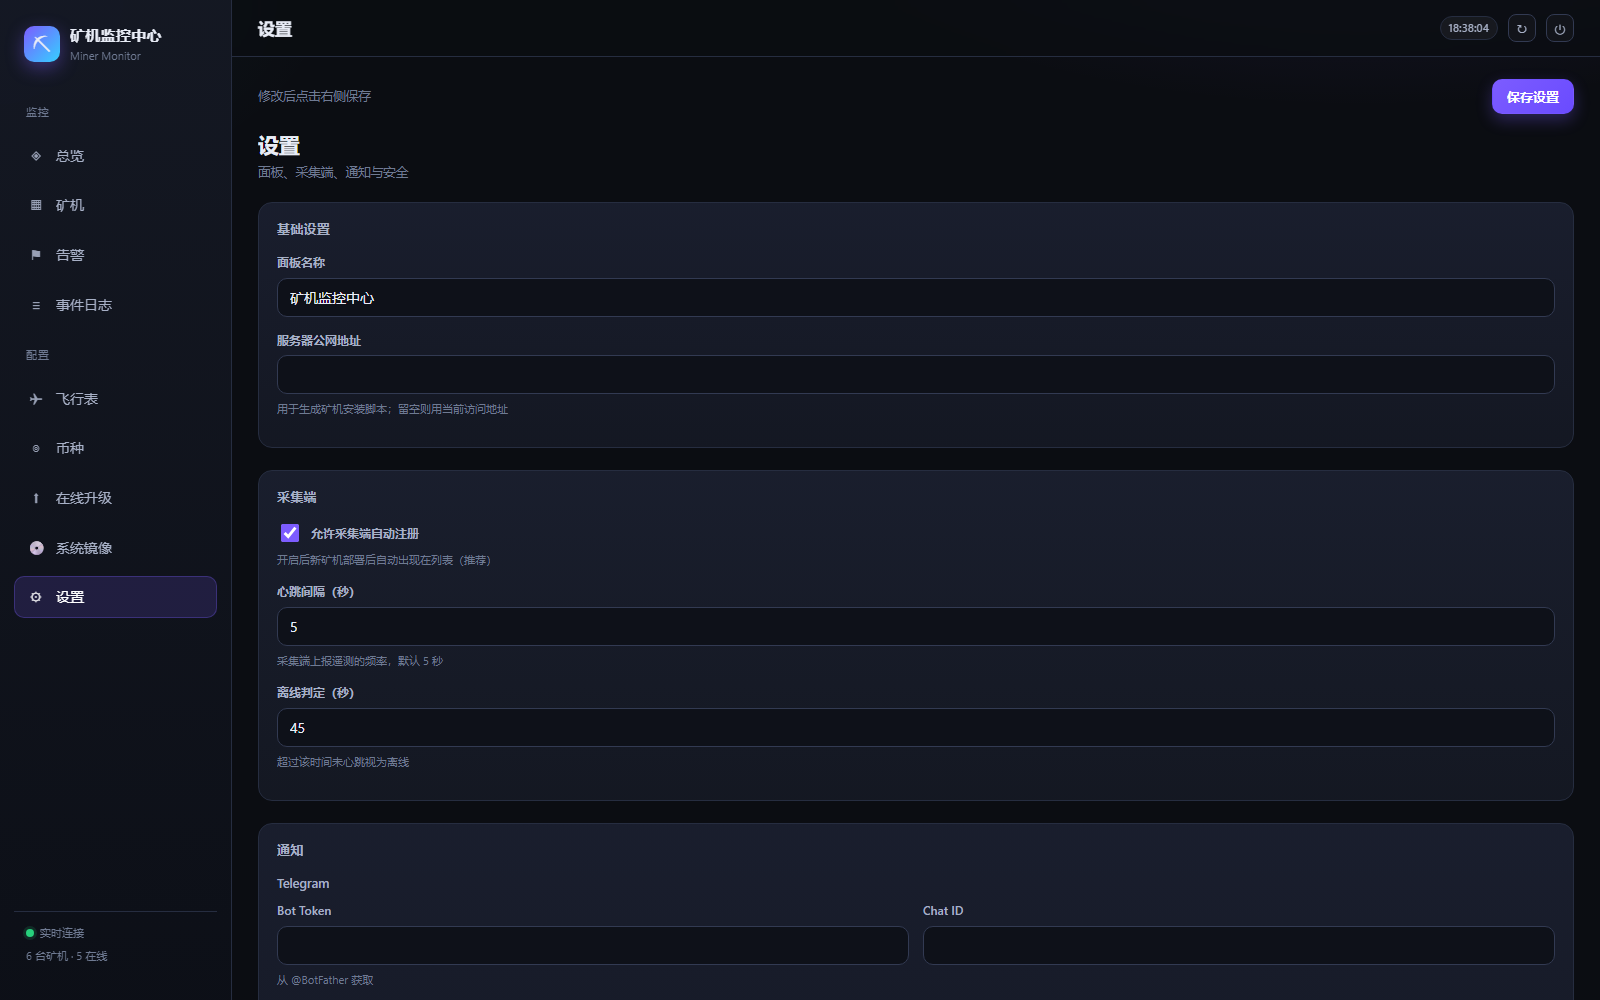 矿机监控中心
Miner Monitor
监控
总览
矿机
告警
事件日志
配置
飞行表
币种
在线升级
系统镜像
设置
实时连接
6 台矿机 · 5 在线
设置
18:38:04
修改后点击右侧保存
保存设置
设置
面板、采集端、通知与安全
基础设置
面板名称
矿机监控中心
服务器公网地址
用于生成矿机安装脚本；留空则用当前访问地址
采集端
允许采集端自动注册
开启后新矿机部署后自动出现在列表（推荐）
心跳间隔（秒）
5
采集端上报遥测的频率，默认 5 秒
离线判定（秒）
45
超过该时间未心跳视为离线
通知
Telegram
Bot Token
Chat ID
从 @BotFather 获取